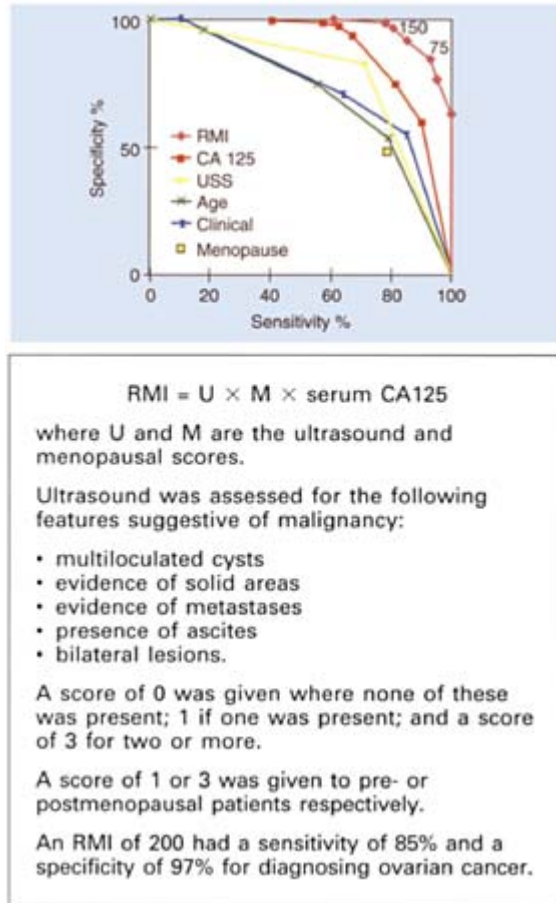 100
150
75
Specificity %
RMI
CA 125
USS
50
Age
Clinical
Menopause
0
0 20 40 60 80 100
Sensitivity %
RMI = U × M × serum CA125
where U and M are the ultrasound and
menopausal scores.
Ultrasound was assessed for the following
features suggestive of malignancy:
• multiloculated cysts
• evidence of solid areas
• evidence of metastases
• presence of ascites
• bilateral lesions.
A score of 0 was given where none of these
was present; 1 if one was present; and a score
of 3 for two or more.
A score of 1 or 3 was given to pre- or
postmenopausal patients respectively.
An RMI of 200 had a sensitivity of 85% and a
specificity of 97% for diagnosing ovarian cancer.